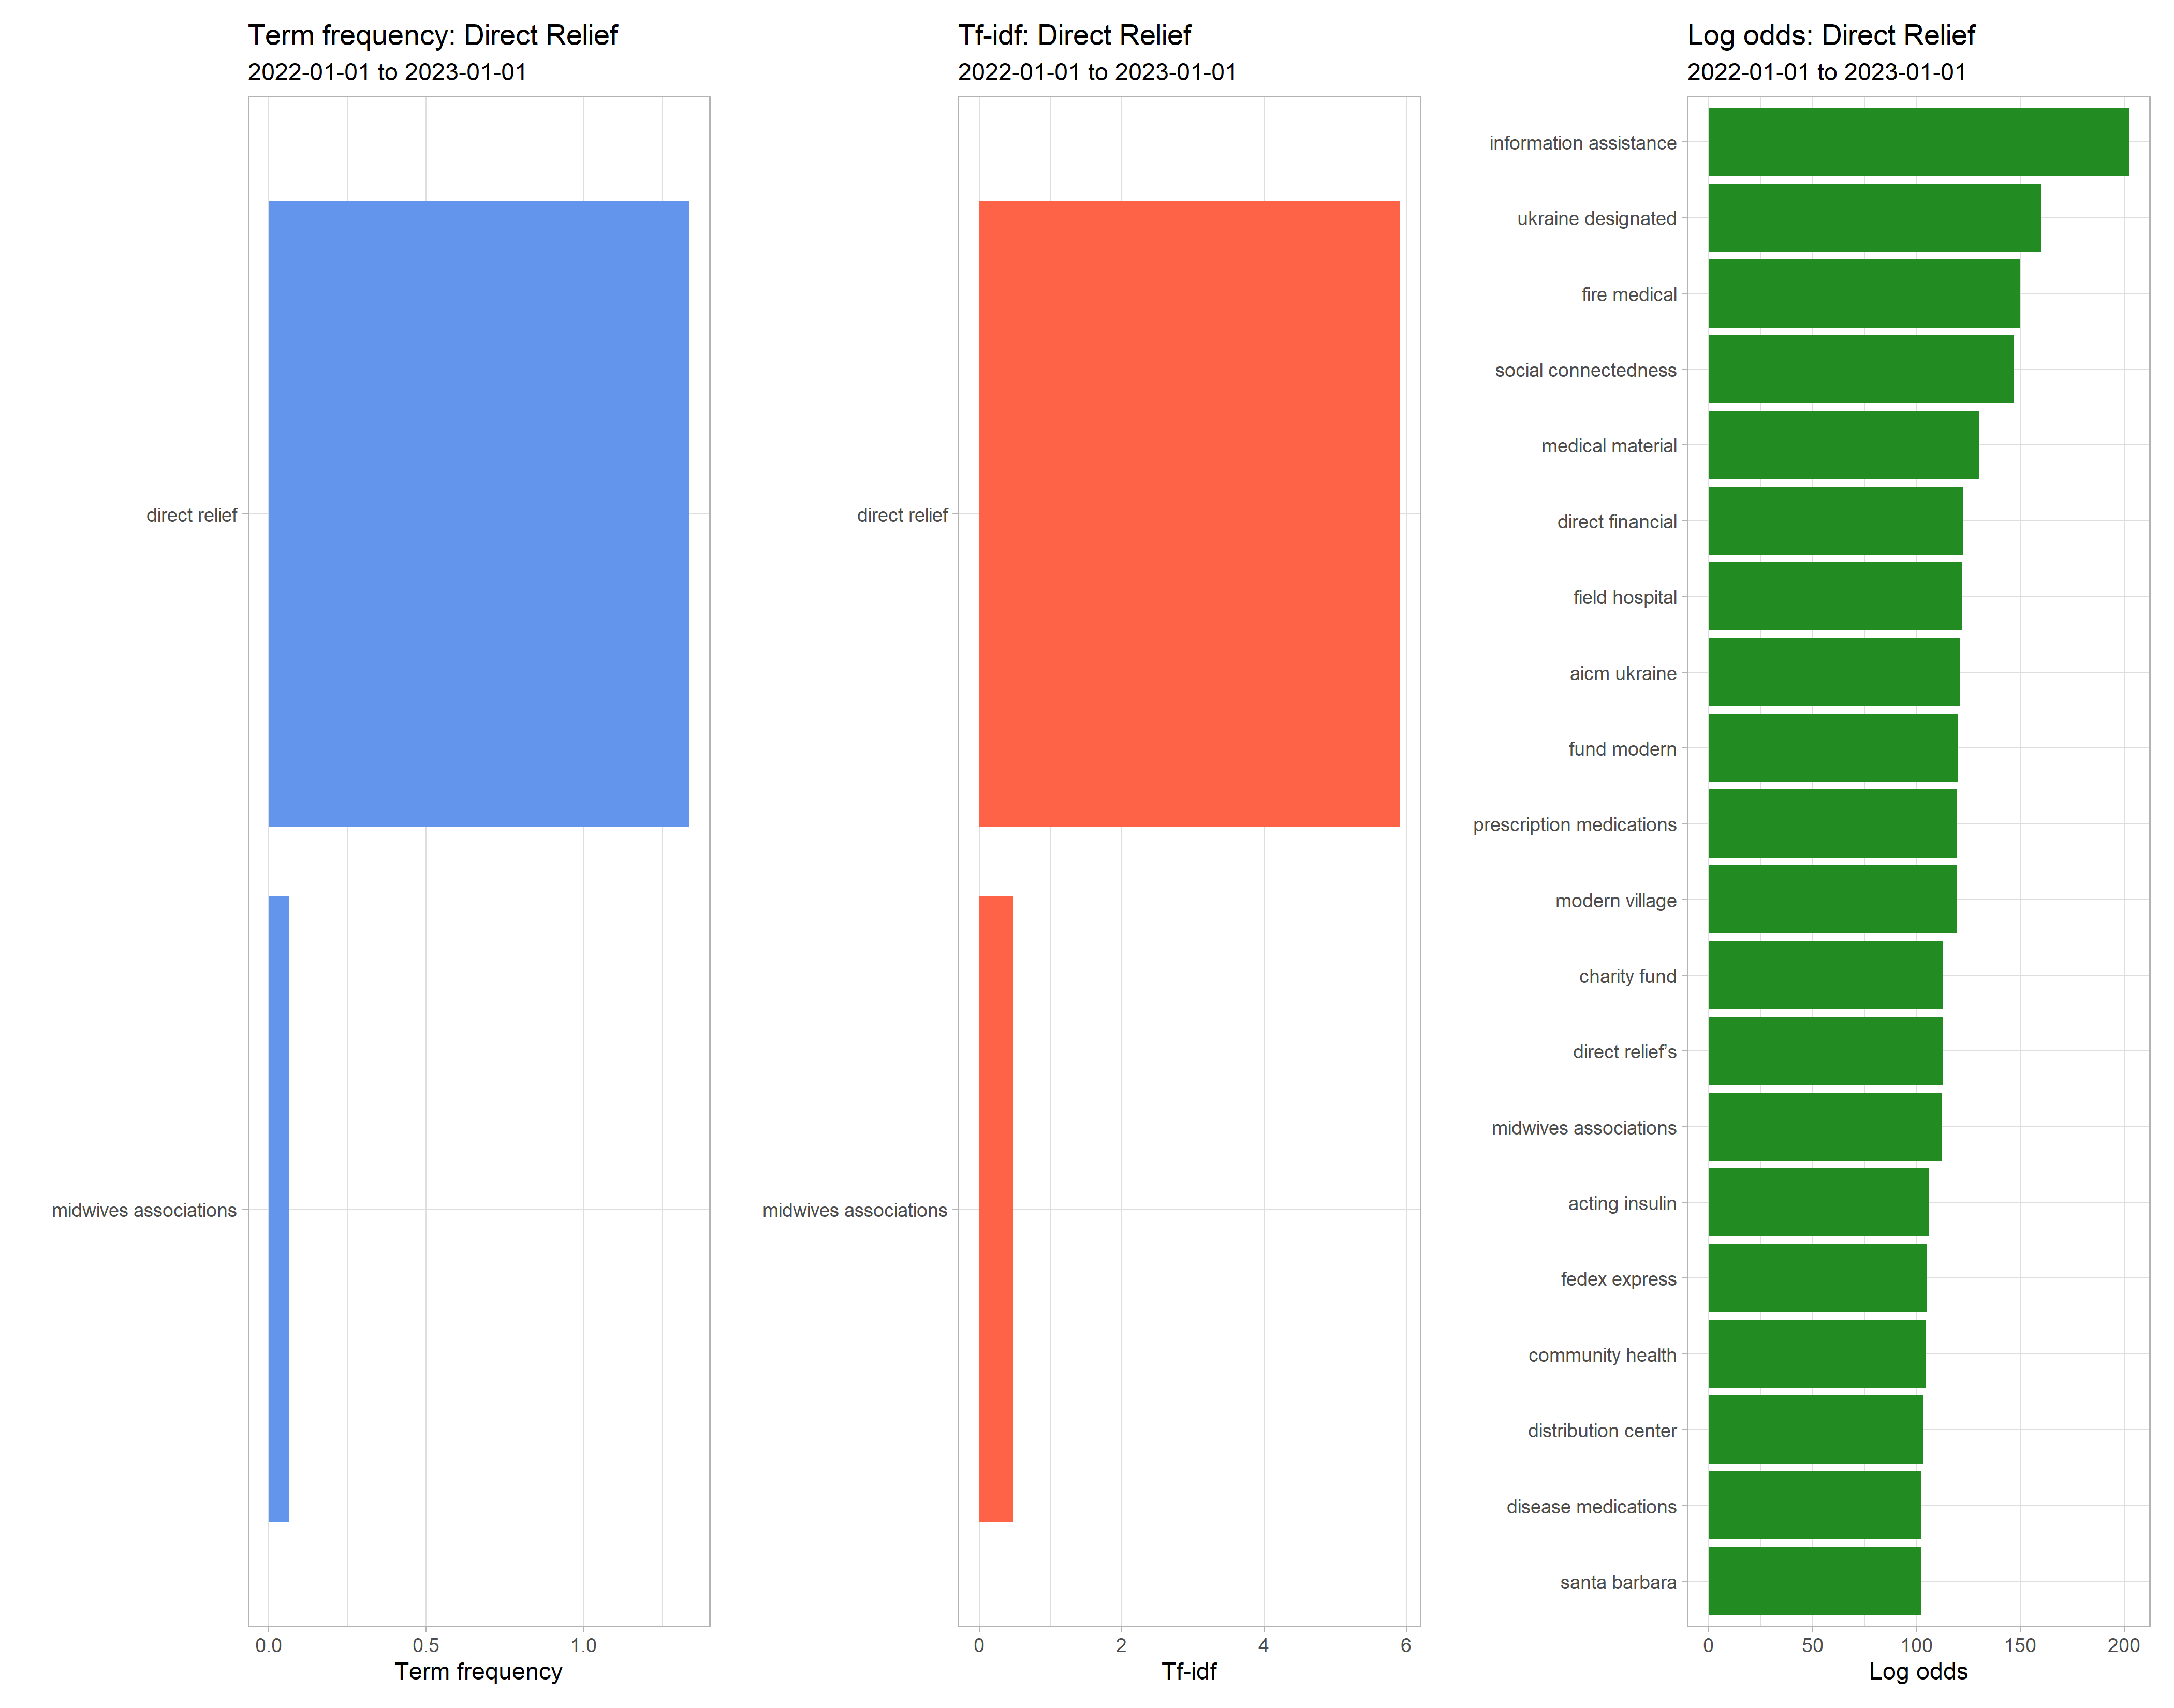 Term frequency: Direct Relief
2022-01-01 to 2023-01-01
direct relief
midwives associations
0.0 0.5 1.0
Term frequency
Tf-idf: Direct Relief
2022-01-01 to 2023-01-01
direct relief
midwives associations
0 2 4 6
Tf-idf
Log odds: Direct Relief
2022-01-01 to 2023-01-01
information assistance
ukraine designated
fire medical
social connectedness
medical material
direct financial
field hospital
aicm ukraine
fund modern
prescription medications
modern village
charity fund
direct relief’s
midwives associations
acting insulin
fedex express
community health
distribution center
disease medications
santa barbara
0 50 100 150 200
Log odds